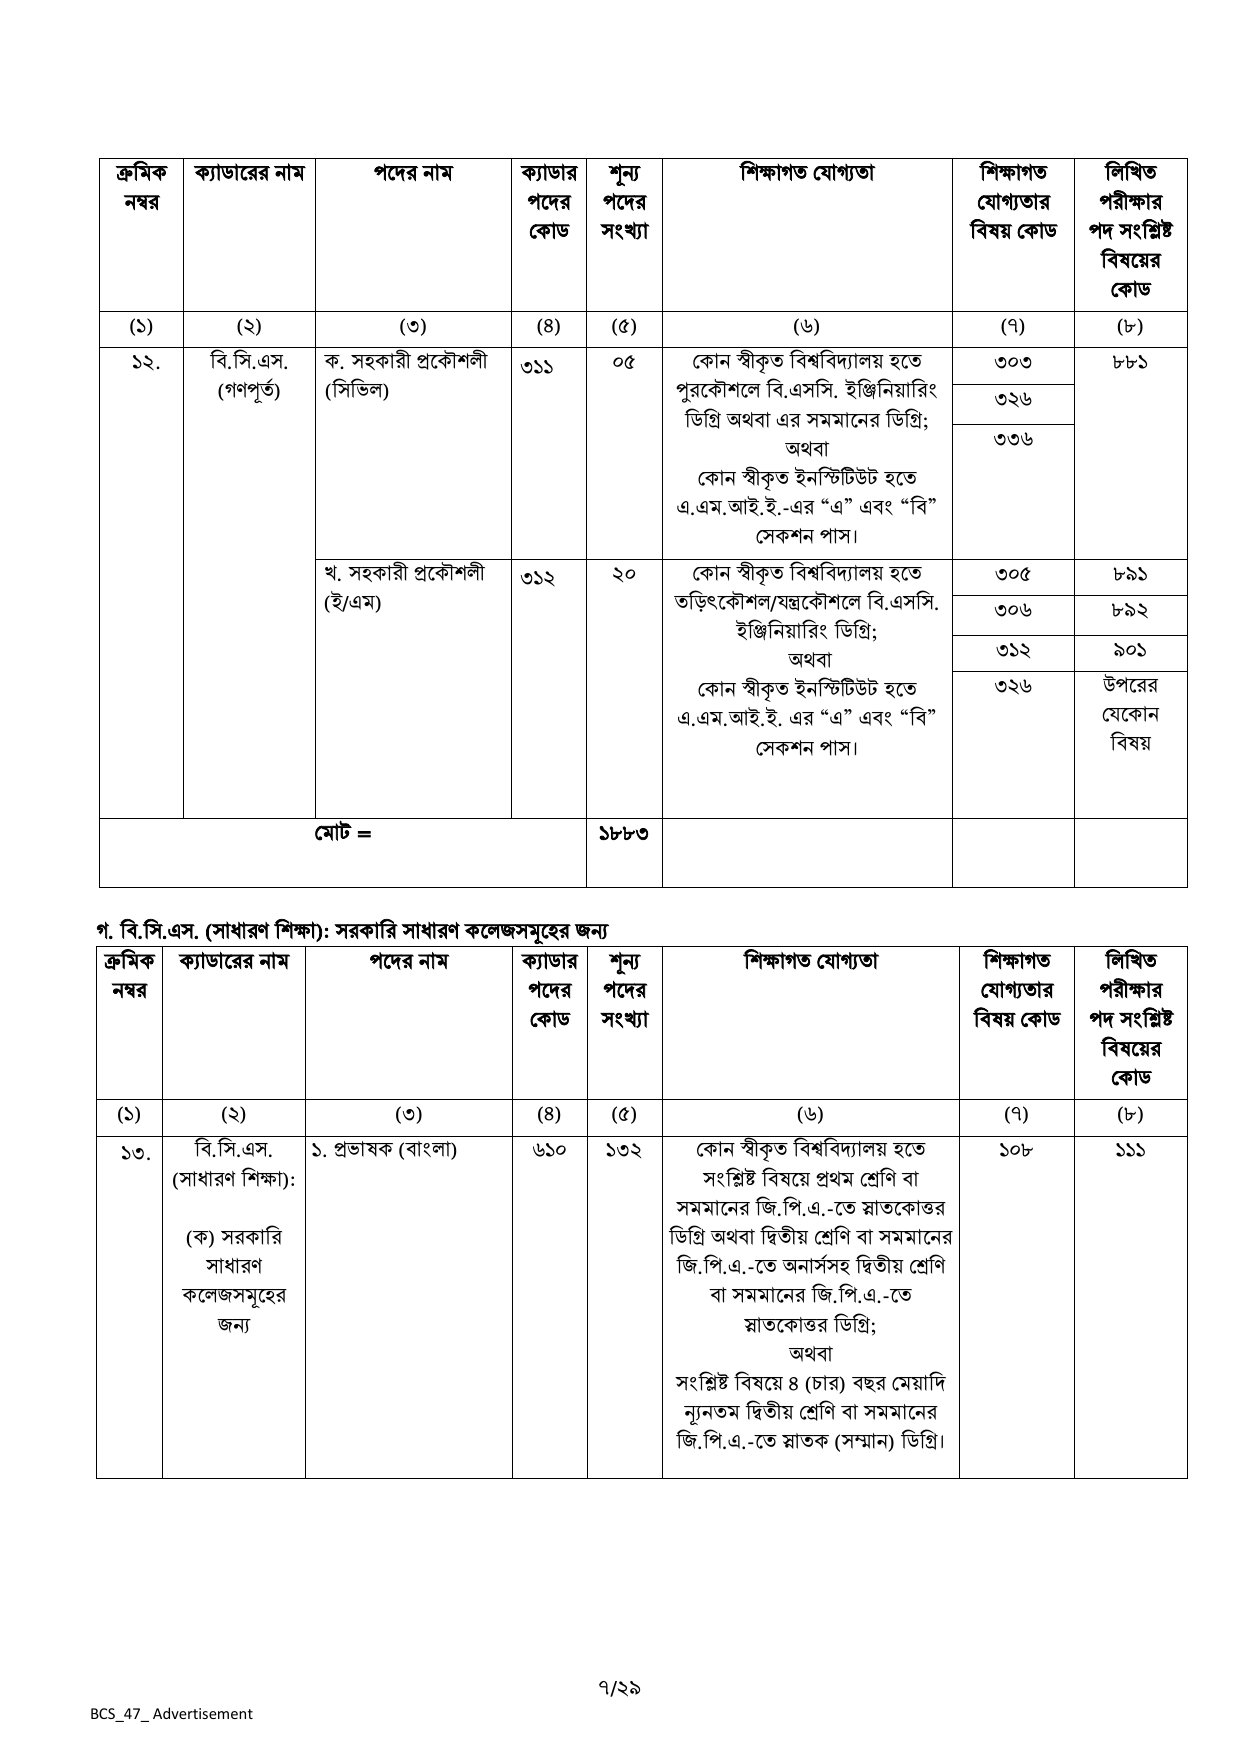 ক্রমিক নম্বর ক্যাডারের নাম পদের নাম ক্যাডার পদের কোড শূন্য পদের সংখ্যা শিক্ষাগত যোগ্যতা শিক্ষাগত যোগ্যতার বিষয় কোড লিখিত পরীক্ষার পদ সংশ্লিষ্ট বিষয়ের কোড
(১) (২) (৩) (৪) (৫) (৬) (৭) (৮)
১২. বি.সি.এস. (গণপূর্ত)
ক. সহকারী প্রকৌশলী
(সিভিল)
৩১১
০৫
কোন স্বীকৃত বিশ্ববিদ্যালয় হতে
পুরকৌশলে বি.এসসি. ইঞ্জিনিয়ারিং
ডিগ্রি অথবা এর সমমানের ডিগ্রি;
অথবা
কোন স্বীকৃত ইনস্টিটিউট হতে
এ.এম.আই.ই.-এর “এ” এবং “বি”
সেকশন পাস।
৩০৩
৩২৬
৩৩৬
৮৮১
খ. সহকারী প্রকৌশলী
(ই/এম)
৩১২
২০
কোন স্বীকৃত বিশ্ববিদ্যালয় হতে
তড়িৎকৌশল/যন্ত্রকৌশলে বি.এসসি.
ইঞ্জিনিয়ারিং ডিগ্রি;
অথবা
কোন স্বীকৃত ইনস্টিটিউট হতে
এ.এম.আই.ই. এর “এ” এবং “বি”
সেকশন পাস।
৩০৫ ৮৯১
৩০৬ ৮৯২
৩১২ ৯০১
৩২৬ উপরের
যেকোন
বিষয়
মোট = ১৮৮৩
গ. বি.সি.এস. (সাধারণ শিক্ষা): সরকারি সাধারণ কলেজসমূহের জন্য
ক্রমিক নম্বর ক্যাডারের নাম পদের নাম ক্যাডার পদের কোড শূন্য পদের সংখ্যা শিক্ষাগত যোগ্যতা শিক্ষাগত যোগ্যতার বিষয় কোড লিখিত পরীক্ষার পদ সংশ্লিষ্ট বিষয়ের কোড
(১) (২) (৩) (৪) (৫) (৬) (৭) (৮)
১৩.
বি.সি.এস.
(সাধারণ শিক্ষা):
(ক) সরকারি
সাধারণ
কলেজসমূহের
জন্য
১. প্রভাষক (বাংলা)
৬১০
১৩২
কোন স্বীকৃত বিশ্ববিদ্যালয় হতে
সংশ্লিষ্ট বিষয়ে প্রথম শ্রেণি বা
সমমানের জি.পি.এ.-তে স্নাতকোত্তর
ডিগ্রি অথবা দ্বিতীয় শ্রেণি বা সমমানের
জি.পি.এ.-তে অনার্সসহ দ্বিতীয় শ্রেণি
বা সমমানের জি.পি.এ.-তে
স্নাতকোত্তর ডিগ্রি;
অথবা
সংশ্লিষ্ট বিষয়ে ৪ (চার) বছর মেয়াদি
ন্যূনতম দ্বিতীয় শ্রেণি বা সমমানের
জি.পি.এ.-তে স্নাতক (সম্মান) ডিগ্রি।
১০৮
১১১
৭/২৯
BCS_47_ Advertisement